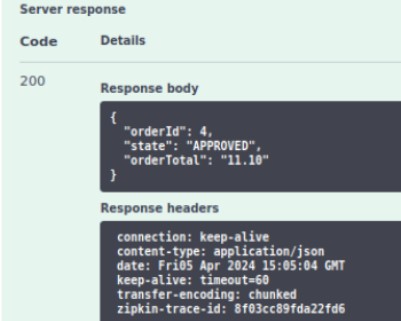 Server response
Code Details
200
Response body
{
"orderId": 4,
"state": "APPROVED",
"orderTotal": "11.10"
}
Response headers
connection: keep-alive
content-type: application/json
date: Fri05 Apr 2024 15:05:04 GMT
keep-alive: timeout=60
transfer-encoding: chunked
zipkin-trace-id: 8f03cc89fda22fd6